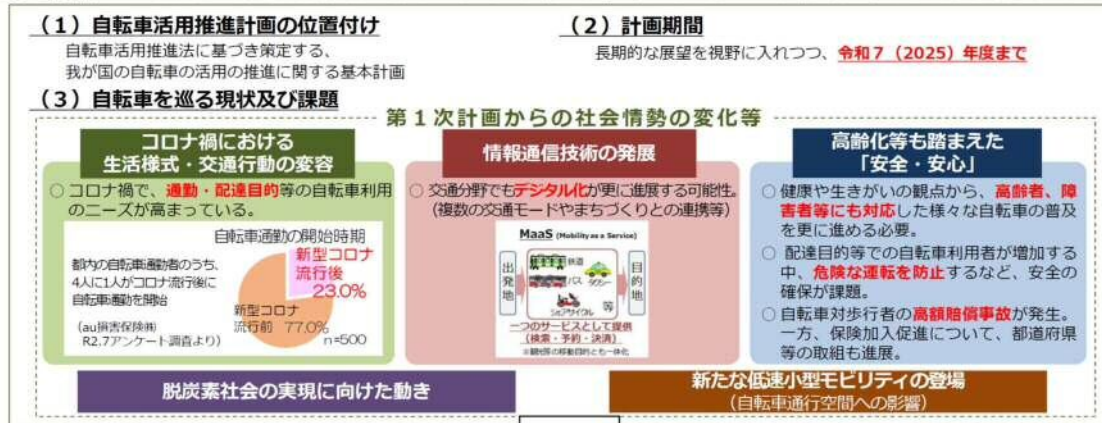 （１）自転車活用推進計画の位置付け
自転車活用推進法に基づき策定する、
我が国の自転車の活用の推進に関する基本計画
（２）計画期間
長期的な展望を視野に入れつつ、令和７（2025）年度まで
（３）自転車を巡る現状及び課題
第１次計画からの社会情勢の変化等
コロナ禍における
生活様式・交通行動の変容
○ コロナ禍で、通勤・配達目的等の自転車利用
のニーズが高まっている。
自転車通勤の開始時期
都内の自転車通勤者のうち、
4人に1人がコロナ流行後に
自転車通勤を開始
（au損害保険㈱
R2.7アンケート調査より）
新型コロナ
流行後
23.0%
新型コロナ
流行前 77.0%
n=500
情報通信技術の発展
○ 交通分野でもデジタル化が更に進展する可能性。
（複数の交通モードやまちづくりとの連携等）
MaaS (Mobility as a Service)
出発地
鉄道
バス
タクシー
シェアサイクル 等
目的地
一つのサービスとして提供
（検索・予約・決済）
※観光等の移動目的とも一体化
高齢化等も踏まえた
「安全・安心」
○ 健康や生きがいの観点から、高齢者、障
害者等にも対応した様々な自転車の普及
を更に進める必要。
○ 配達目的等での自転車利用者が増加する
中、危険な運転を防止するなど、安全の
確保が課題。
○ 自転車対歩行者の高額賠償事故が発生。
一方、保険加入促進について、都道府県
等の取組も進展。
脱炭素社会の実現に向けた動き
新たな低速小型モビリティの登場
（自転車通行空間への影響）